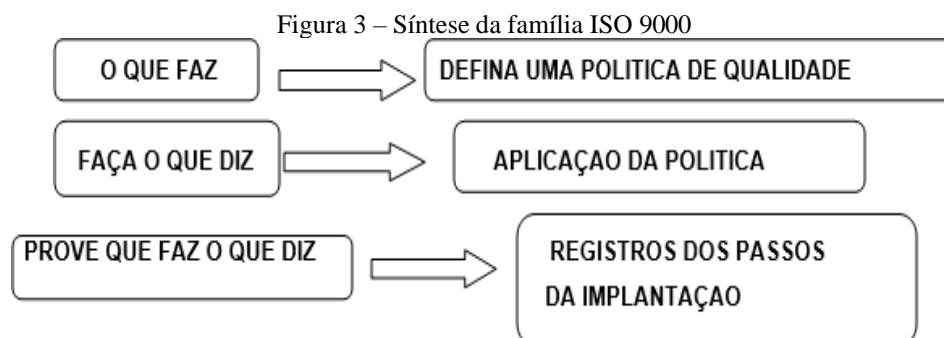 Figura 3 – Síntese da família ISO 9000
O QUE FAZ
DEFINA UMA POLITICA DE QUALIDADE
FAÇA O QUE DIZ
APLICAÇAO DA POLITICA
PROVE QUE FAZ O QUE DIZ
REGISTROS DOS PASSOS
DA IMPLANTAÇAO